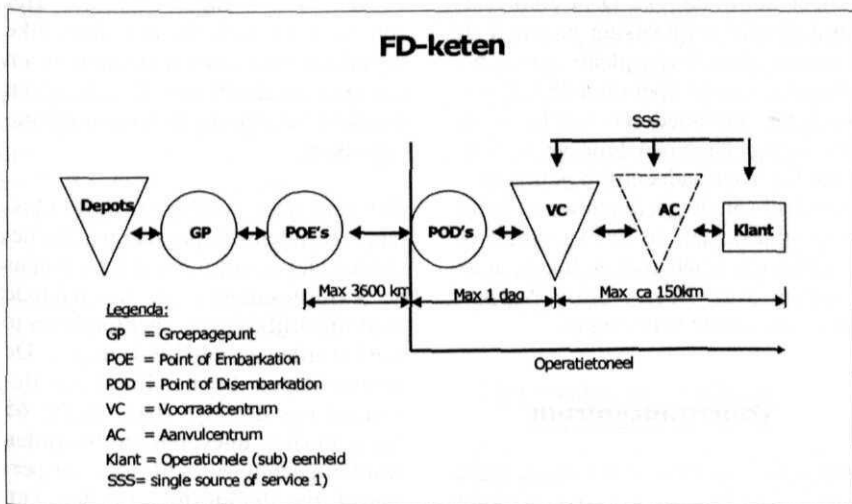 FD-keten
SSS
Depots
GP
POE's
POD's
VC
AC
Klant
Max 3600 km
Max 1 dag
Max ca 150km
Operatietoneel
Legenda:
GP = Groepagepunt
POE = Point of Embarkation
POD = Point of Disembarkation
VC = Voorraadcentrum
AC = Aanvulcentrum
Klant = Operationele (sub) eenheid
SSS= single source of service 1)